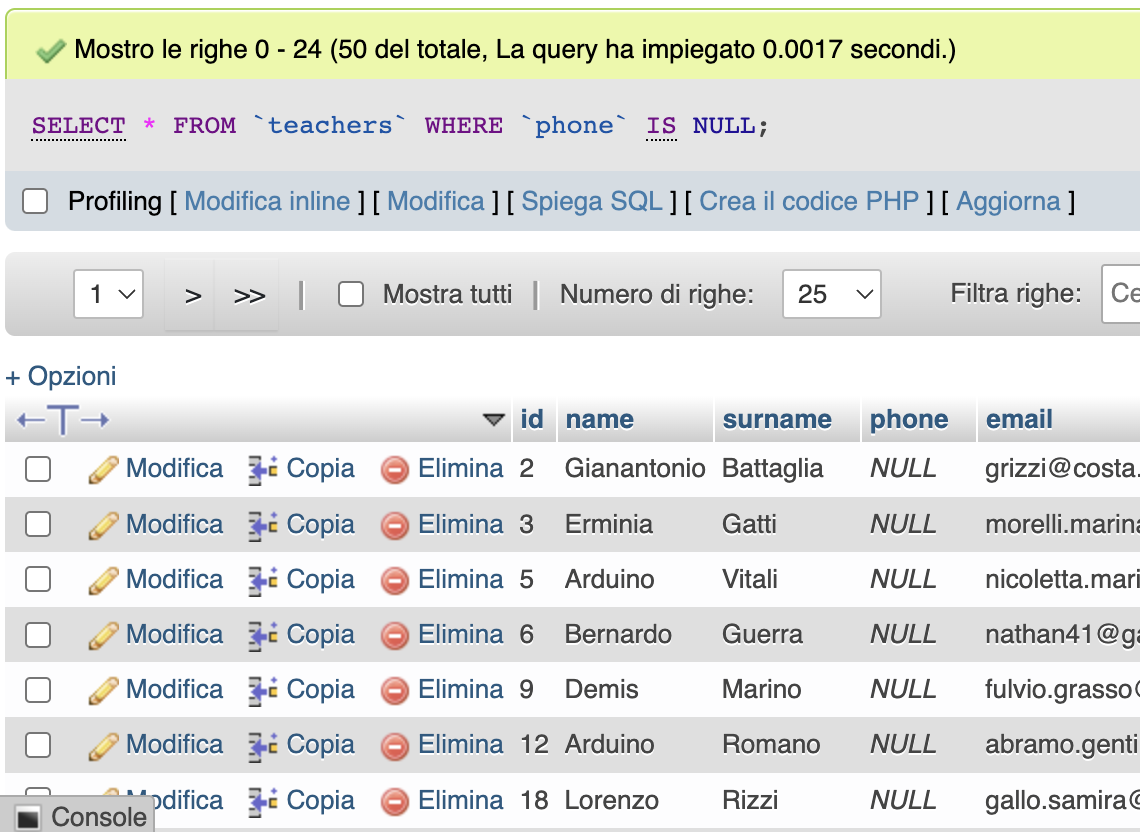 Mostro le righe 0 - 24 (50 del totale, La query ha impiegato 0.0017 secondi.)
SELECT * FROM `teachers` WHERE `phone` IS NULL;
Profiling [ Modifica inline ] [ Modifica ] [ Spiega SQL ] [ Crea il codice PHP ] [ Aggiorna ]
1 > >> | Mostra tutti | Numero di righe: 25 Filtra righe: Ce
+ Opzioni
←T→ id name surname phone email
Modifica Copia Elimina 2 Gianantonio Battaglia NULL grizzi@costa.
Modifica Copia Elimina 3 Erminia Gatti NULL morelli.marina
Modifica Copia Elimina 5 Arduino Vitali NULL nicoletta.mari
Modifica Copia Elimina 6 Bernardo Guerra NULL nathan41@ga
Modifica Copia Elimina 9 Demis Marino NULL fulvio.grasso@
Modifica Copia Elimina 12 Arduino Romano NULL abramo.genti
Modifica Copia Elimina 18 Lorenzo Rizzi NULL gallo.samira@
Console